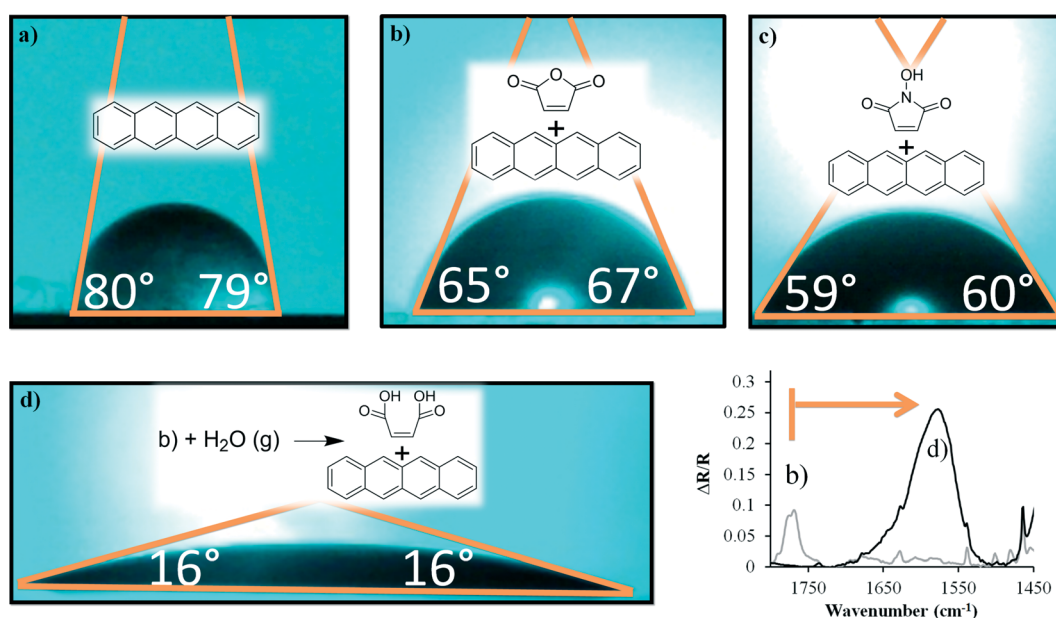 a)
80°
79°
b)
O
O
O
+
65°
67°
c)
OH
N
O
O
+
59°
60°
d)
OH OH
O
O
b) + H₂O (g) →
+
16°
16°
0.3
0.25
0.2
0.15
0.1
0.05
0
ΔR/R
b)
d)
1750 1650 1550 1450
Wavenumber (cm⁻¹)